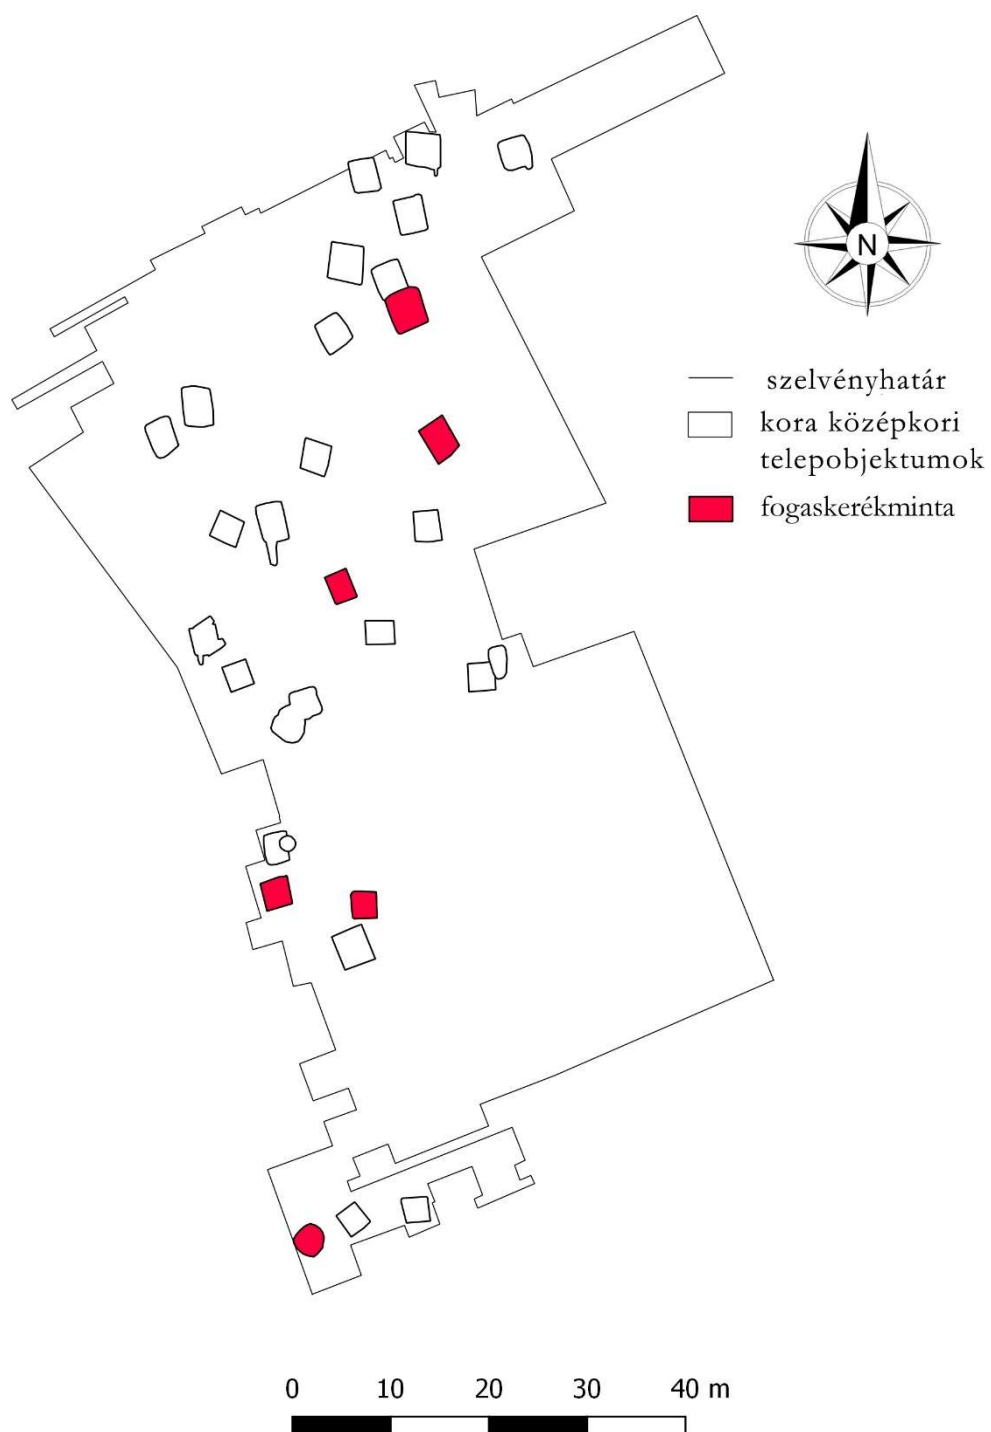 N
szelvényhatár
kora középkori
telepobjektumok
fogaskerékminta
0 10 20 30 40 m